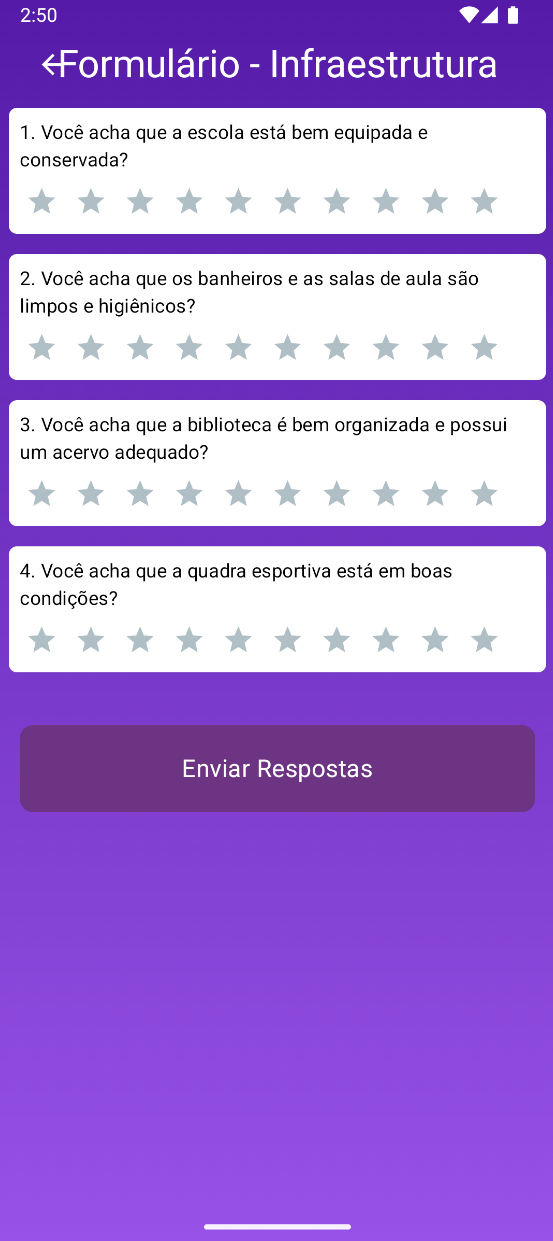 2:50
Formulário - Infraestrutura
1. Você acha que a escola está bem equipada e
conservada?
2. Você acha que os banheiros e as salas de aula são
limpos e higiênicos?
3. Você acha que a biblioteca é bem organizada e possui
um acervo adequado?
4. Você acha que a quadra esportiva está em boas
condições?
Enviar Respostas